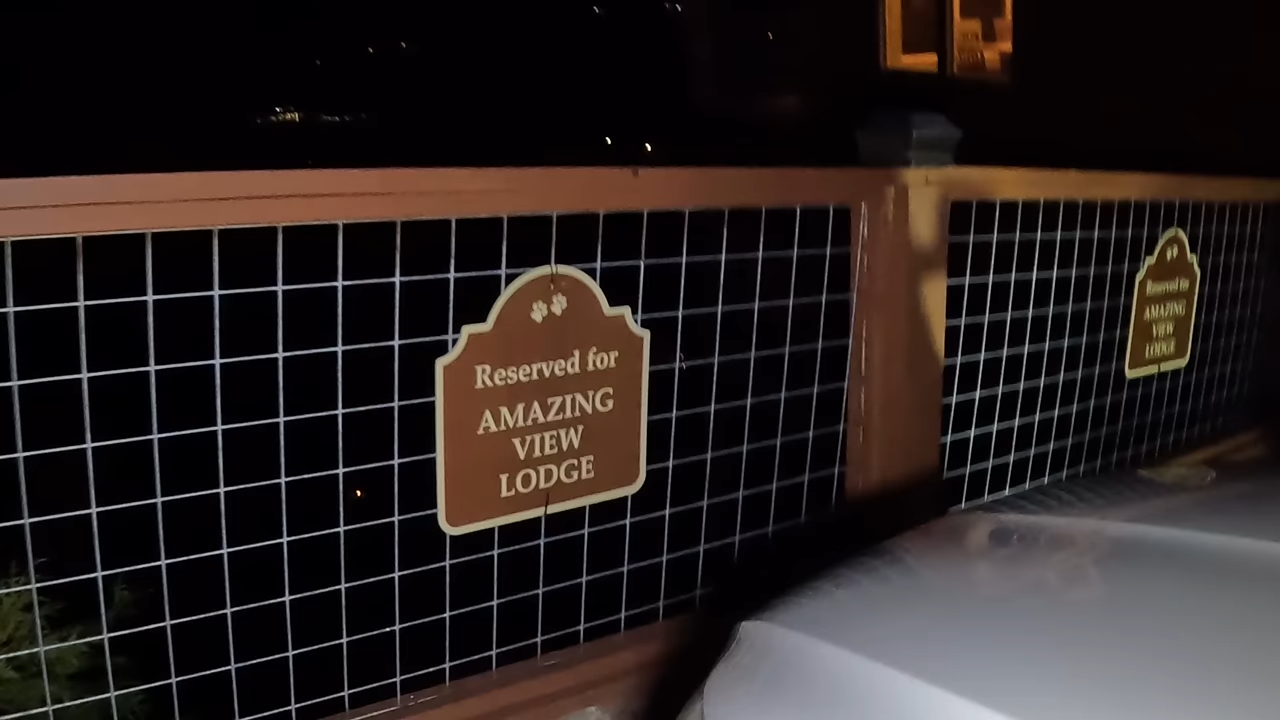 Reserved for
AMAZING
VIEW
LODGE
Reserved for
AMAZING
VIEW
LODGE